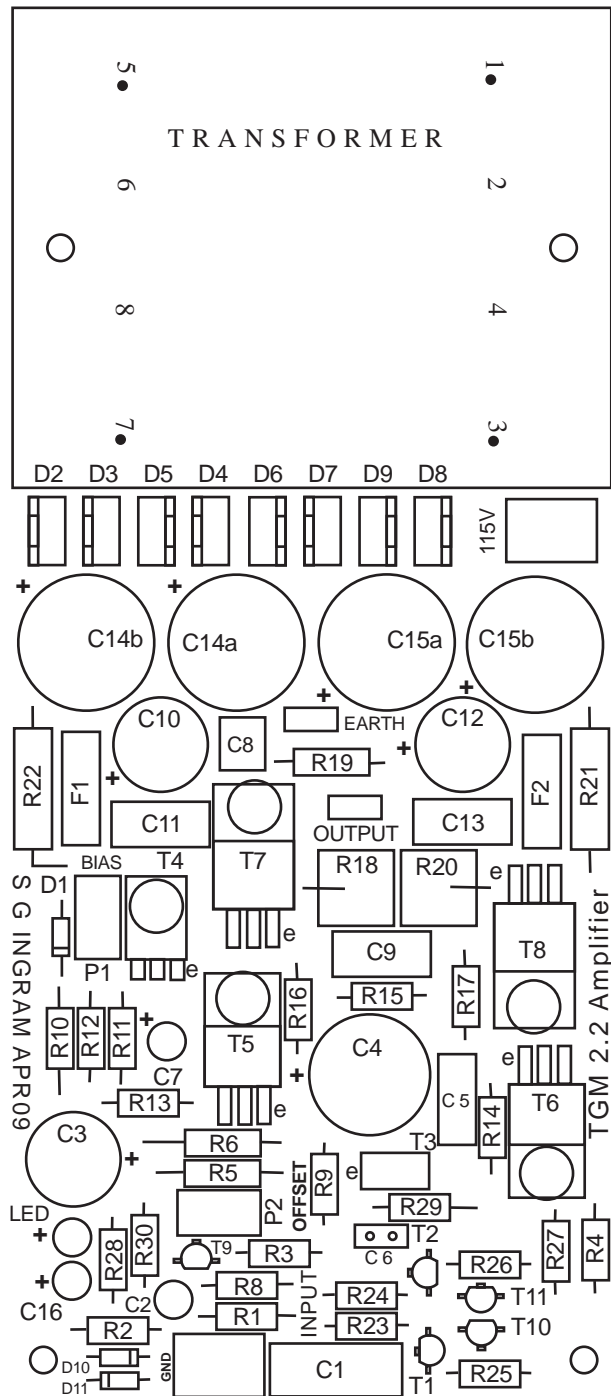 5 1
TRANSFORMER
6 2
8 4
7 3
D2 D3 D5 D4 D6 D7 D9 D8
115V
+ +
C14b C14a C15a C15b
+ +
C10 C8 EARTH C12
+ +
R19
R22 F1 F2 R21
C11 T7 OUTPUT C13
BIAS T4 R18 R20 e
D1
P1 e e C9 T8
S G INGRAM APR09
TGM 2.2 Amplifier
R10 R12 R11 + C7 T5 R16 R15 R17
C4 +
e
R13 e C5 R14 T6
C3 +
R6 T3
R5 e R9
LED + P2 OFFSET R29
R28 R30 T9 R3 C6 T2 R27 R4
+ C16 C2 R8 INPUT R24 R26 T11
R2 R1 R23 T10
D10 GND C1 T1 R25
D11